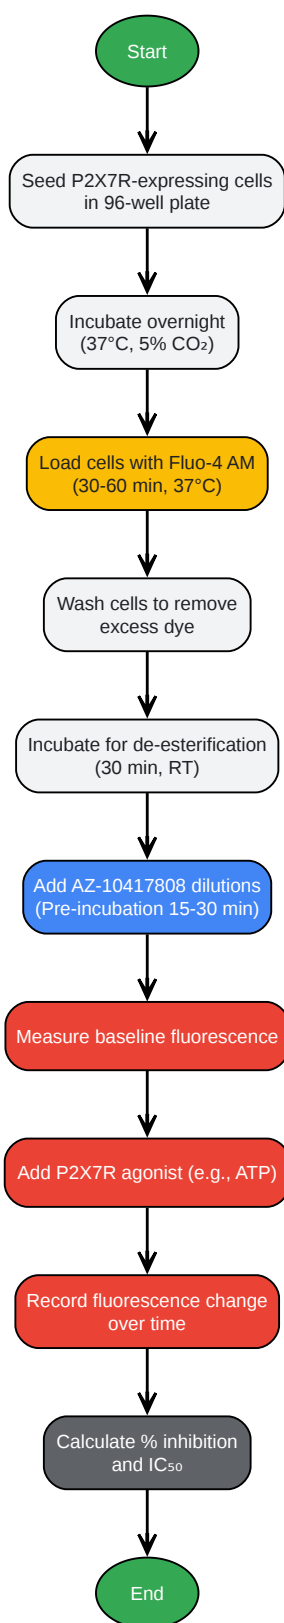 Start
Seed P2X7R-expressing cells
in 96-well plate
Incubate overnight
(37°C, 5% CO₂)
Load cells with Fluo-4 AM
(30-60 min, 37°C)
Wash cells to remove
excess dye
Incubate for de-esterification
(30 min, RT)
Add AZ-10417808 dilutions
(Pre-incubation 15-30 min)
Measure baseline fluorescence
Add P2X7R agonist (e.g., ATP)
Record fluorescence change
over time
Calculate % inhibition
and IC₅₀
End